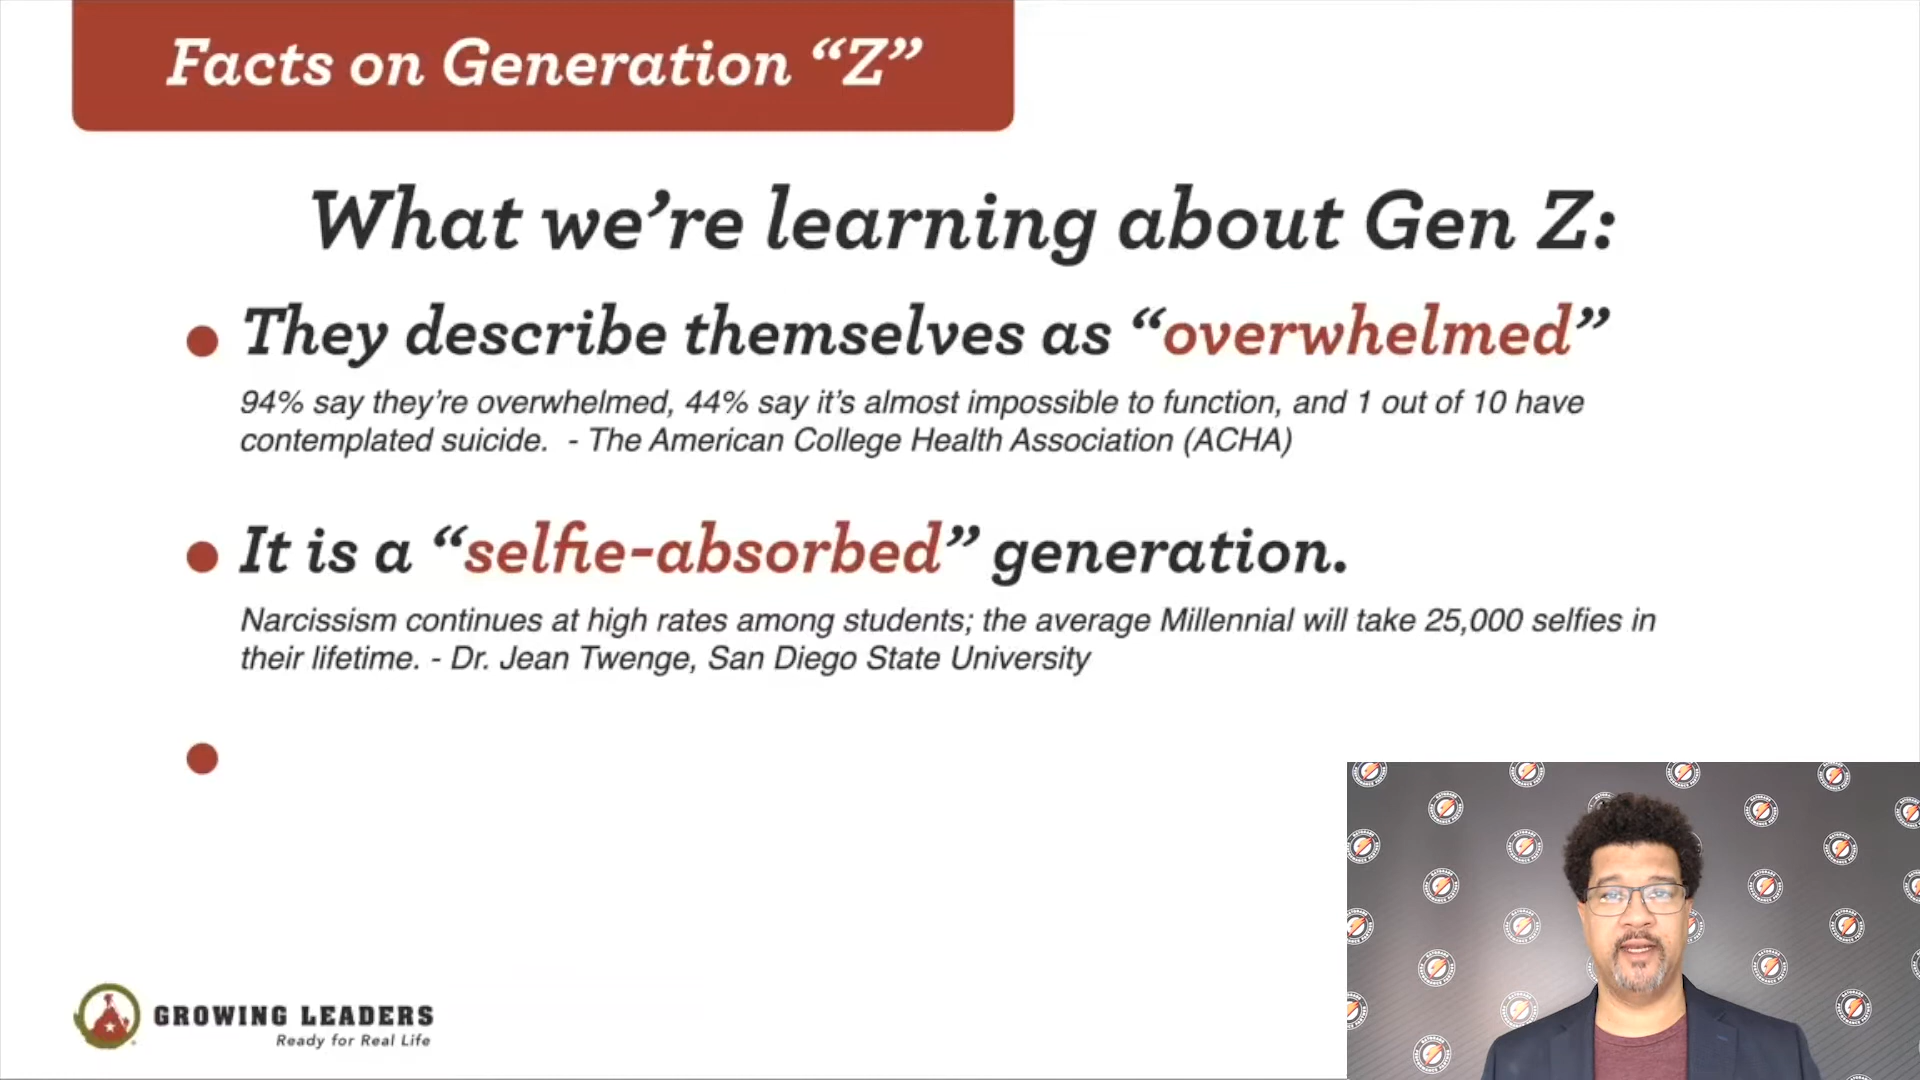 Facts on Generation “Z”
What we’re learning about Gen Z:
They describe themselves as “overwhelmed”
94% say they’re overwhelmed, 44% say it’s almost impossible to function, and 1 out of 10 have
contemplated suicide. - The American College Health Association (ACHA)
It is a “selfie-absorbed” generation.
Narcissism continues at high rates among students; the average Millennial will take 25,000 selfies in
their lifetime. - Dr. Jean Twenge, San Diego State University
GROWING LEADERS
Ready for Real Life